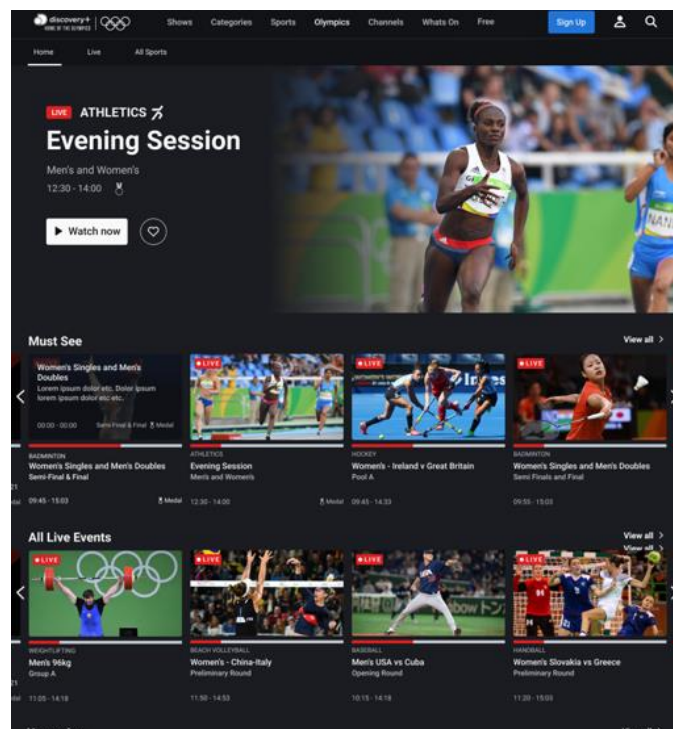 discovery+
HOME OF THE OLYMPICS
Shows Categories Sports Olympics Channels Whats On Free Sign Up
Home Live All Sports
LIVE ATHLETICS
Evening Session
Men's and Women's
12:30 - 14:00
Watch now
Must See View all >
Women's Singles and Men's
Doubles
Lorem ipsum dolor etc. Dolor ipsum
lorem ipsum dolor etc etc.
00:00 - 00:00 Semi Final & Final Medal
LIVE
LIVE
LIVE
BADMINTON
Women's Singles and Men's Doubles
Semi-Final & Final
09:45 - 15:03 Medal
ATHLETICS
Evening Session
Men's and Women's
12:30 - 14:00 Medal
HOCKEY
Women's - Ireland v Great Britain
Pool A
09:45 - 14:33
BADMINTON
Women's Singles and Men's Doubles
Semi Finals and Final
09:55 - 15:03
All Live Events View all >
View all >
LIVE
LIVE
LIVE
LIVE
WEIGHTLIFTING
Men's 96kg
Group A
11:05 - 14:18
BEACH VOLLEYBALL
Women's - China-Italy
Preliminary Round
11:50 - 14:53
BASEBALL
Men's USA vs Cuba
Opening Round
10:15 - 14:18
HANDBALL
Women's Slovakia vs Greece
Preliminary Round
11:20 - 15:03